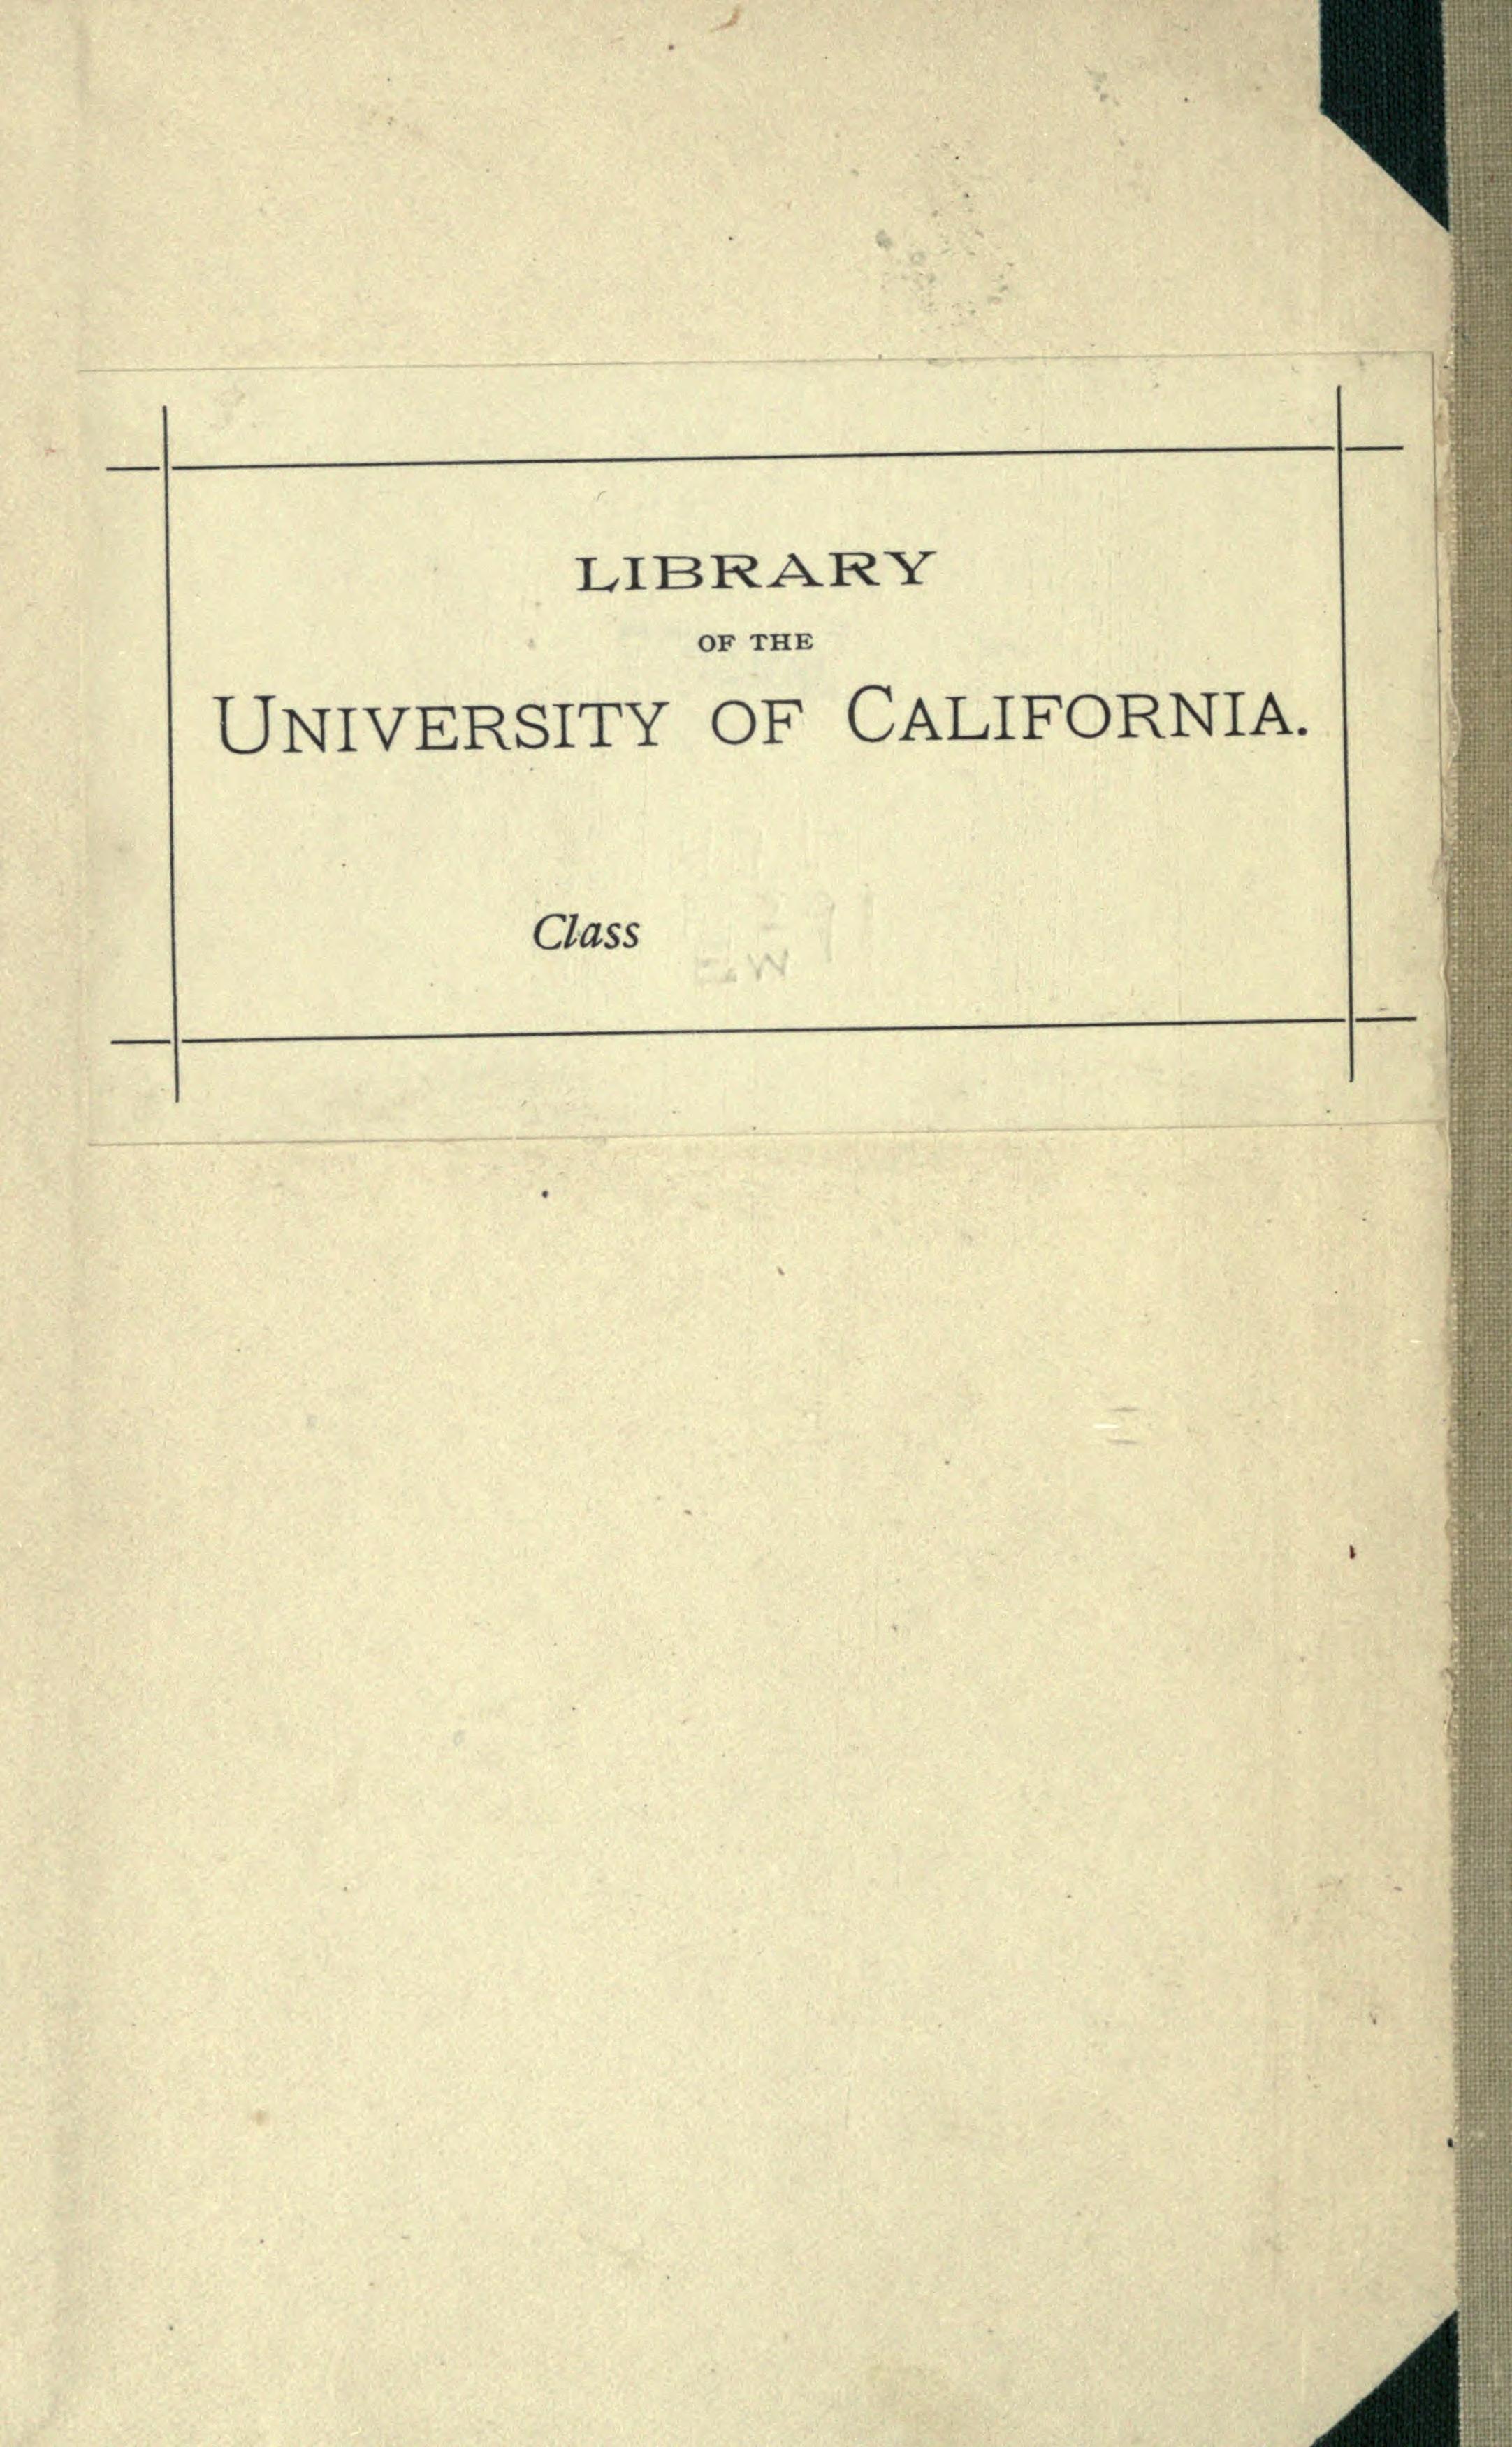 LIBRARY
OF THE
UNIVERSITY OF CALIFORNIA.
Class